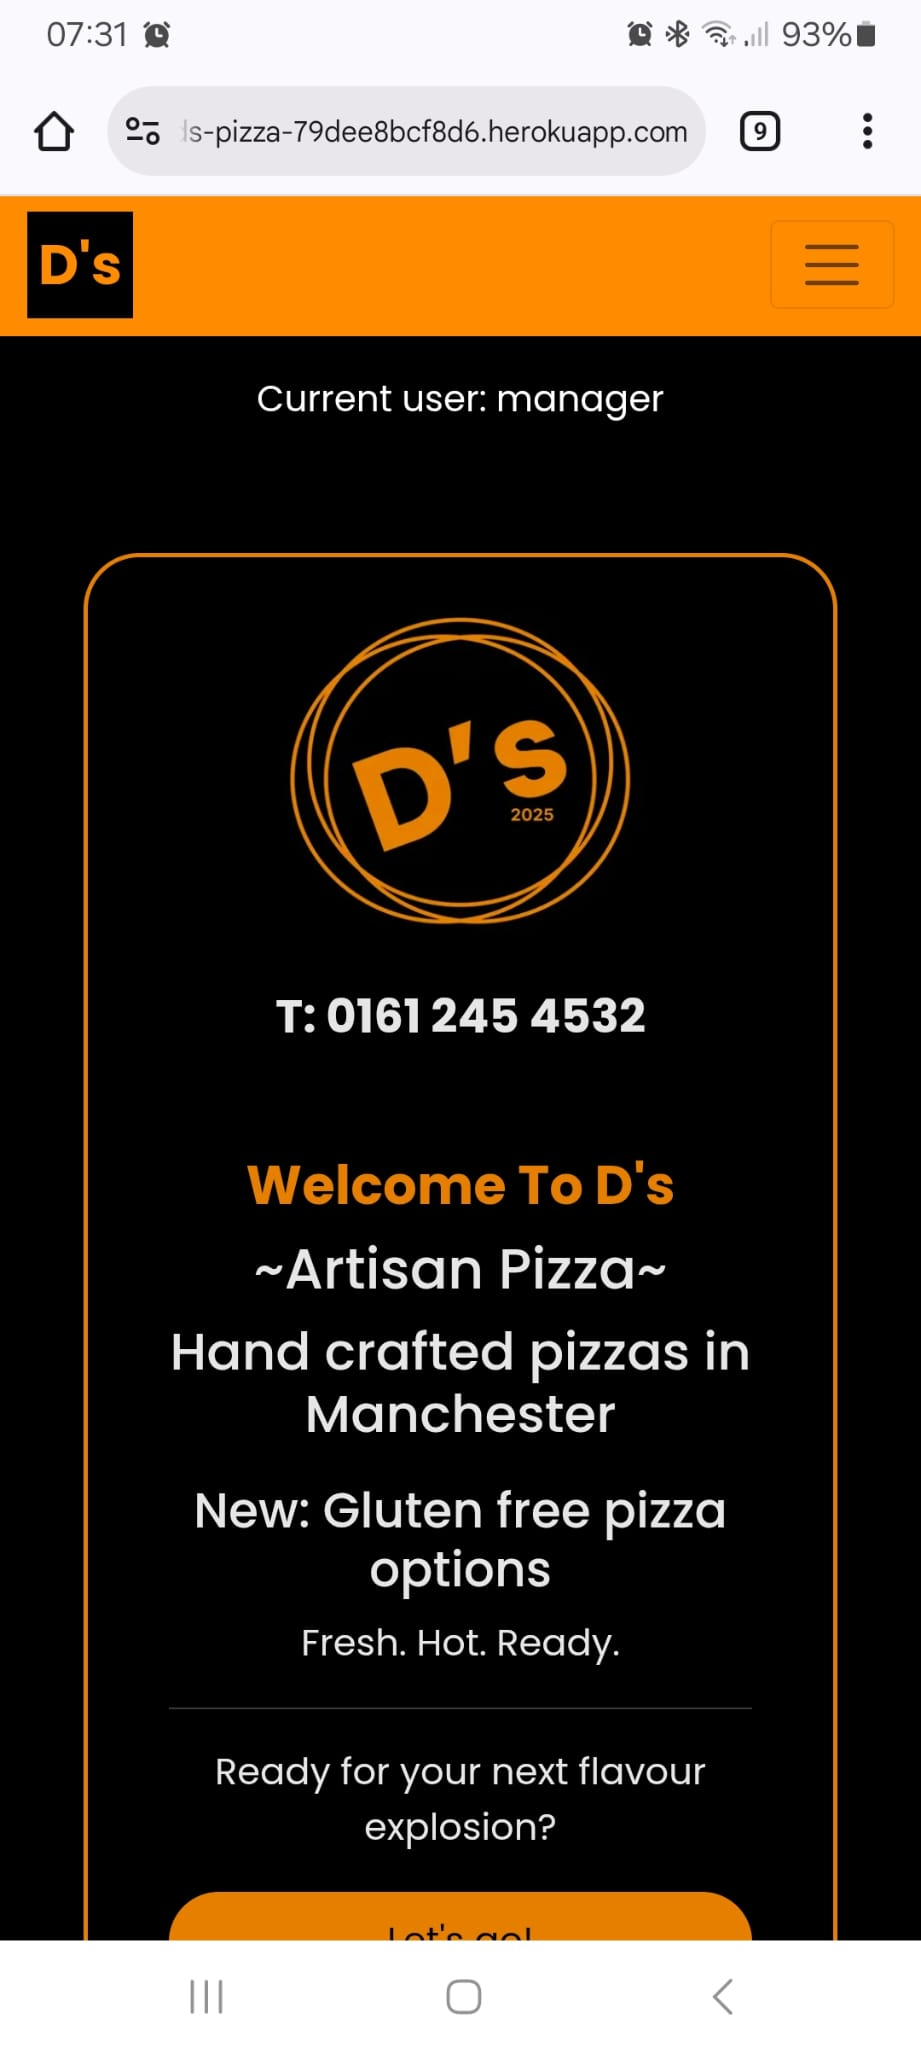 07:31
93%
ds-pizza-79dee8bcf8d6.herokuapp.com
9
D's
Current user: manager
D's
2025
T: 0161 245 4532
Welcome To D's
~Artisan Pizza~
Hand crafted pizzas in
Manchester
New: Gluten free pizza
options
Fresh. Hot. Ready.
Ready for your next flavour
explosion?
Let's go!